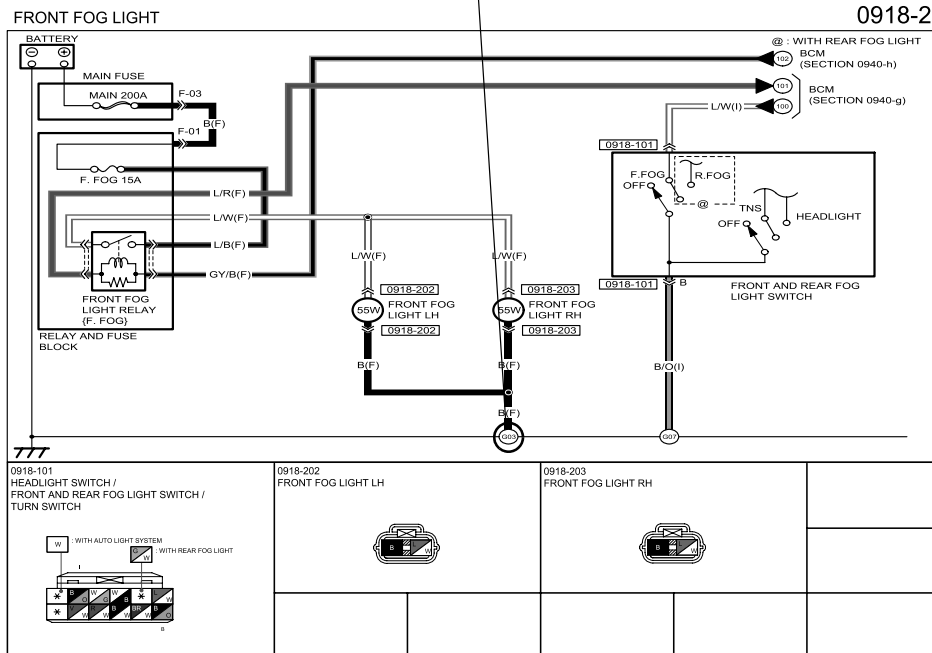 FRONT FOG LIGHT
0918-2
BATTERY
@ : WITH REAR FOG LIGHT
102
BCM
(SECTION 0940-h)
MAIN FUSE
MAIN 200A
F-03
101
BCM
(SECTION 0940-g)
L/W(I)
100
B(F)
F-01
0918-101
F. FOG 15A
F.FOG
R.FOG
OFF
L/R(F)
@
TNS
L/W(F)
OFF
HEADLIGHT
L/B(F)
L/W(F)
L/W(F)
GY/B(F)
0918-101
B
0918-202
0918-203
FRONT AND REAR FOG
LIGHT SWITCH
FRONT FOG
LIGHT RELAY
{F. FOG}
55W
FRONT FOG
LIGHT LH
55W
FRONT FOG
LIGHT RH
0918-202
0918-203
RELAY AND FUSE
BLOCK
B(F)
B(F)
B/O(I)
B(F)
G03
G07
0918-101
HEADLIGHT SWITCH /
FRONT AND REAR FOG LIGHT SWITCH /
TURN SWITCH
0918-202
FRONT FOG LIGHT LH
0918-203
FRONT FOG LIGHT RH
W
: WITH AUTO LIGHT SYSTEM
G
W
: WITH REAR FOG LIGHT
I
* B O W G W B * L W
* Y W R W B W BR W B O
B
B L W
B L W